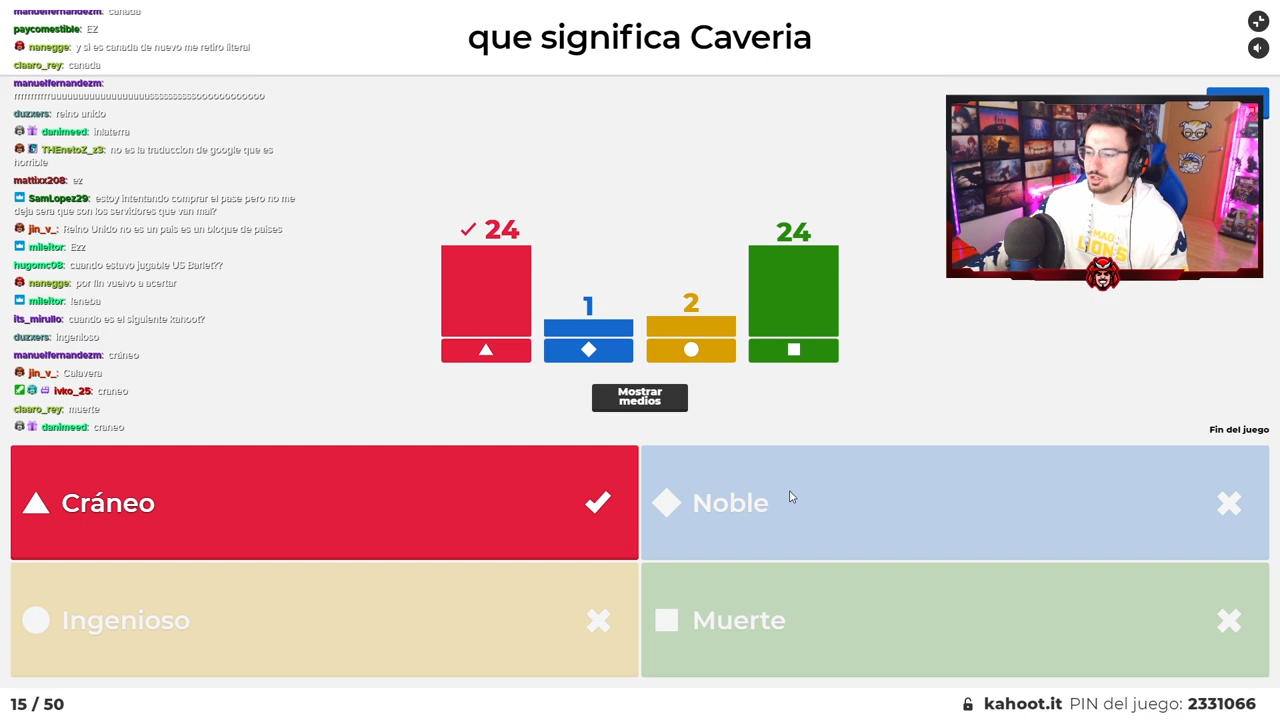 manuelfernandezm: canada
paycomestible: EZ
nanegge: y si es canada de nuevo me retiro literal
claaro_rey: canada
manuelfernandezm:
duzxers: reino unido
danimeed: inlaterra
THEnetoZ_z3: no es la traduccion de google que es
horrible
mattixx208: ez
SamLopez29: estoy intentando comprar el pase pero no me
deja sera que son los servidores que van mal?
jin_v_: Reino Unido no es un pais es un bloque de paises
mileitor: Ezz
hugomc08: cuando estuvo jugable US Barlet??
nanegge: por fin vuelvo a acertar
mileitor: feneba
its_mirullo: cuando es el siguiente kahoot?
duzxers: ingenioso
manuelfernandezm: cráneo
jin_v_: Calavera
ivko_25: craneo
claaro_rey: muerte
danimeed: craneo
que significa Caveria
24
1
2
24
Mostrar
medios
MAD
LIONS
Fin del juego
Cráneo
Noble
Ingenioso
Muerte
15 / 50
kahoot.it PIN del juego: 2331066